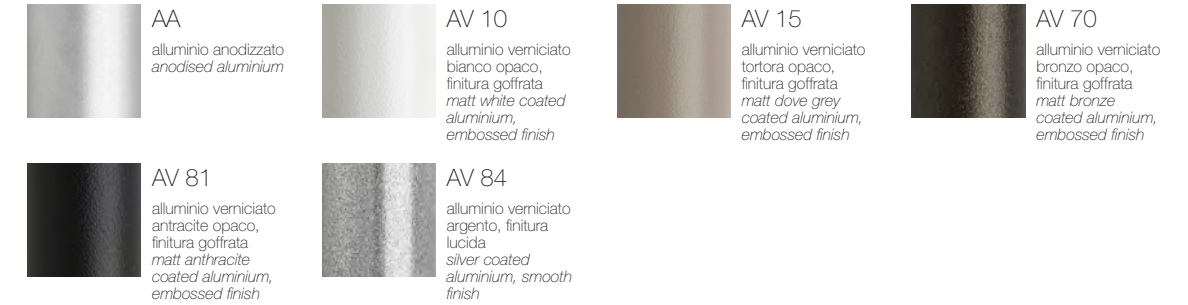 AA
alluminio anodizzato
anodised aluminium
AV 10
alluminio verniciato
bianco opaco,
finitura goffrata
matt white coated
aluminium,
embossed finish
AV 15
alluminio verniciato
tortora opaco,
finitura goffrata
matt dove grey
coated aluminium,
embossed finish
AV 70
alluminio verniciato
bronzo opaco,
finitura goffrata
matt bronze
coated aluminium,
embossed finish
AV 81
alluminio verniciato
antracite opaco,
finitura goffrata
matt anthracite
coated aluminium,
embossed finish
AV 84
alluminio verniciato
argento, finitura
lucida
silver coated
aluminium, smooth
finish